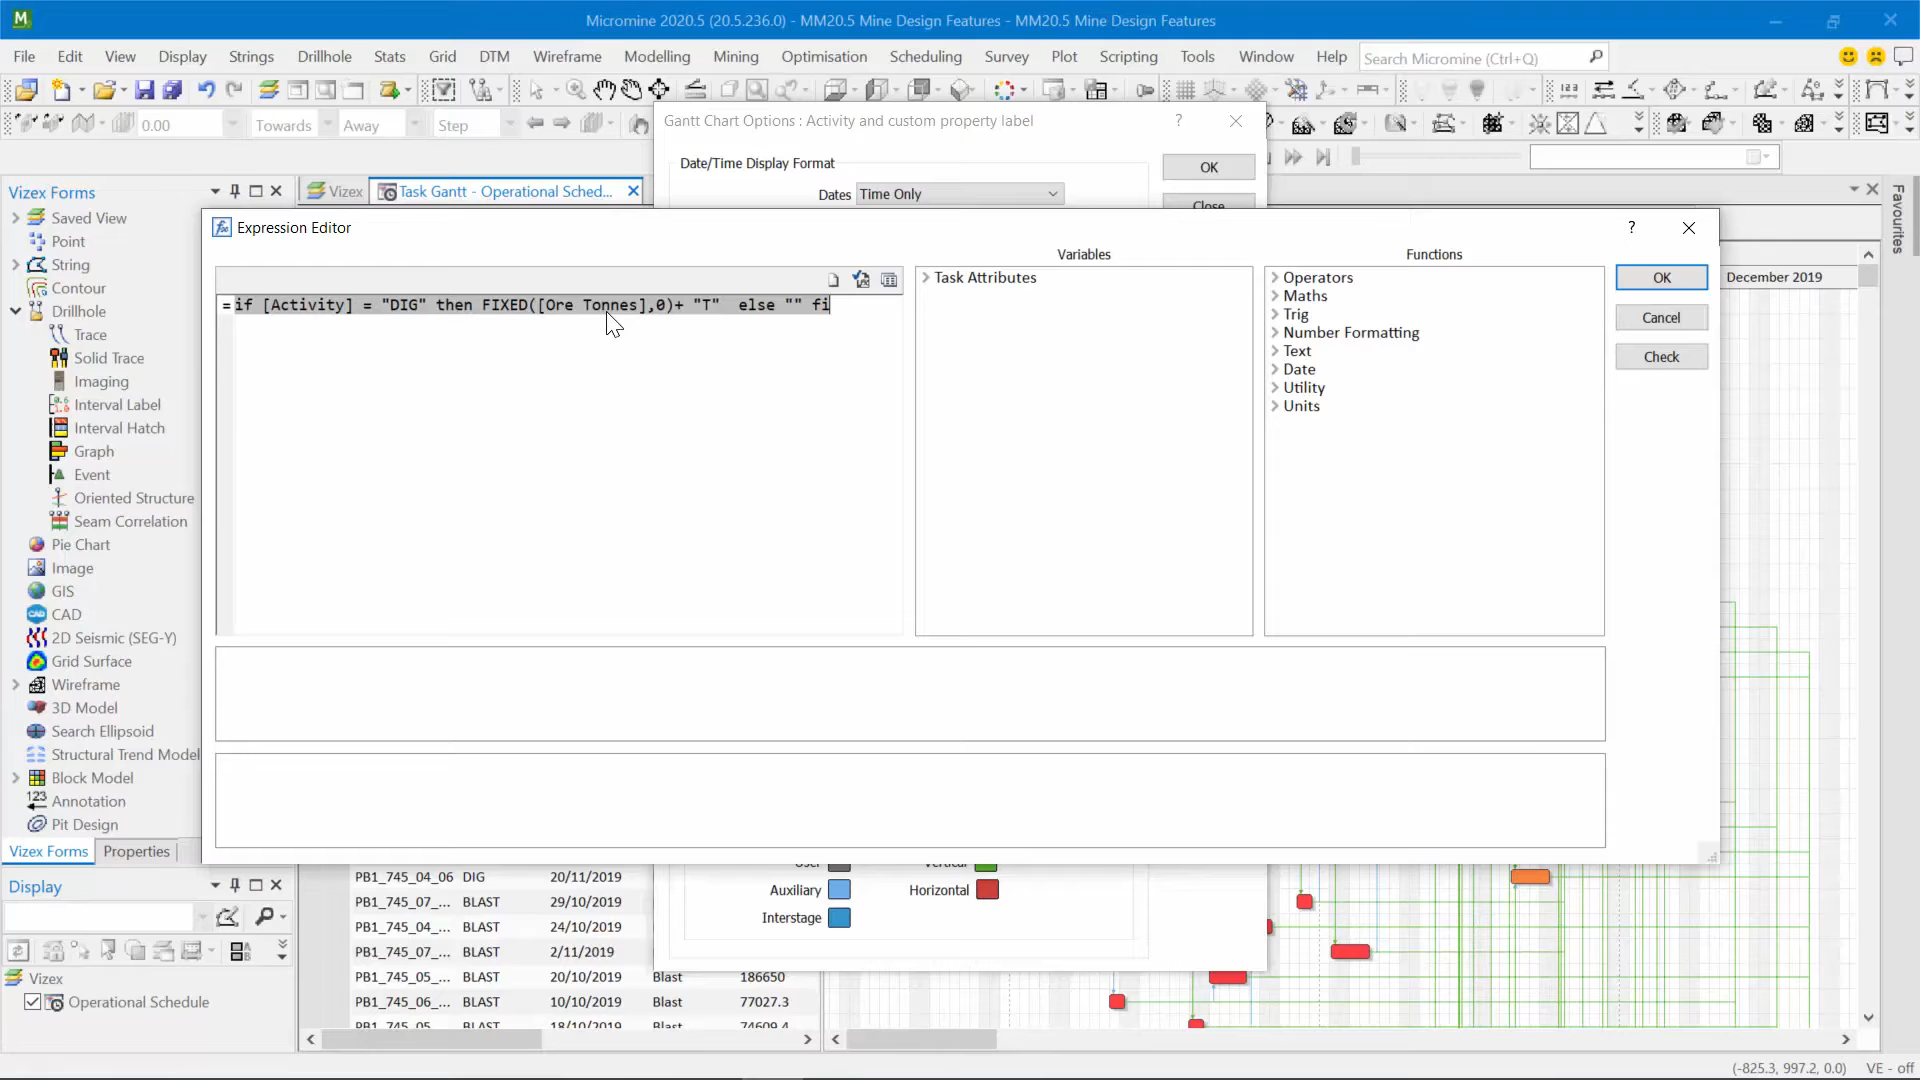 Micromine 2020.5 (20.5.236.0) - MM20.5 Mine Design Features - MM20.5 Mine Design Features
File Edit View Display Strings Drillhole Stats Grid DTM Wireframe Modelling Mining Optimisation Scheduling Survey Plot Scripting Tools Window Help Search Micromine (Ctrl+Q)
0.00 Towards Away Step
Gantt Chart Options : Activity and custom property label
Date/Time Display Format
OK
Dates Time Only
Close
Vizex Forms
Vizex
Task Gantt - Operational Sched...
Favourites
Saved View
Point
String
Contour
Drillhole
Trace
Solid Trace
Imaging
Interval Label
Interval Hatch
Graph
Event
Oriented Structure
Seam Correlation
Pie Chart
Image
GIS
CAD
2D Seismic (SEG-Y)
Grid Surface
Wireframe
3D Model
Search Ellipsoid
Structural Trend Model
Block Model
Annotation
Pit Design
Vizex Forms Properties
Expression Editor
Variables
Functions
=if [Activity] = "DIG" then FIXED([Ore Tonnes],0)+ "T"  else "" fi
Task Attributes
Operators
Maths
Trig
Number Formatting
Text
Date
Utility
Units
OK
Cancel
Check
December 2019
Display
Vizex
Operational Schedule
PB1_745_04_06 DIG 20/11/2019
PB1_745_07_... BLAST 29/10/2019
PB1_745_04_... BLAST 24/10/2019
PB1_745_07_... BLAST 2/11/2019
PB1_745_05_... BLAST 20/10/2019 Blast 186650
PB1_745_06_... BLAST 10/10/2019 Blast 77027.3
PB1_745_05 BLAST 18/10/2019 Blast 74609.4
User Vertical
Auxiliary Horizontal
Interstage
(-825.3, 997.2, 0.0) VE - off